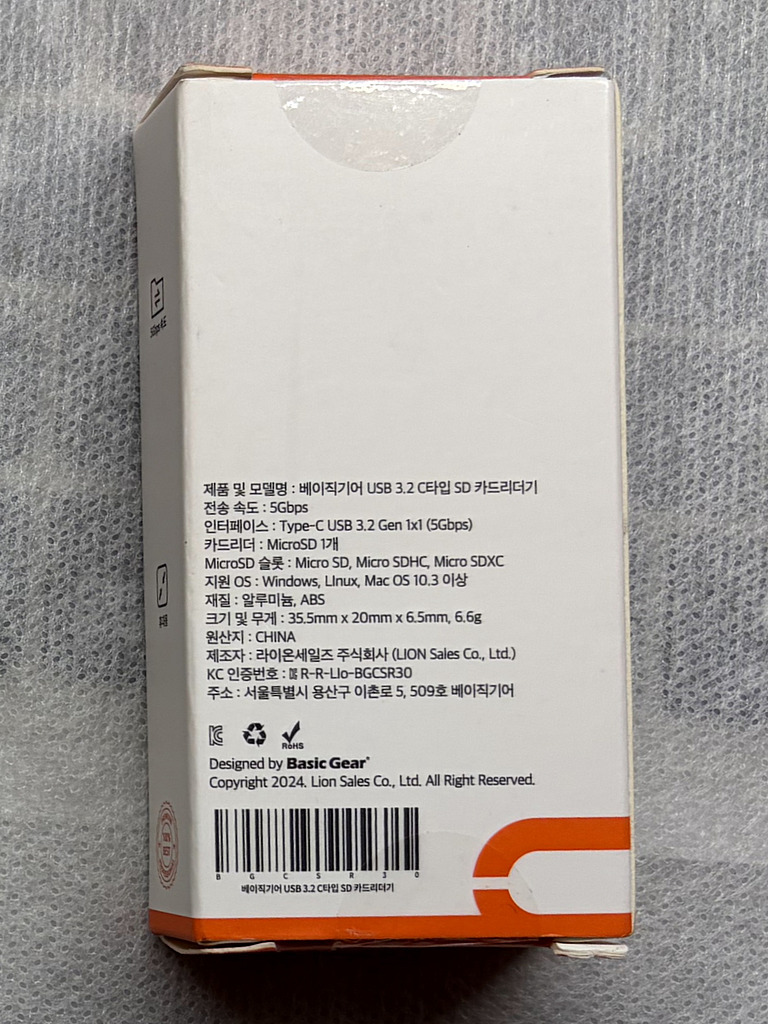 5Gbps 속도
휴대용
제품 및 모델명 : 베이직기어 USB 3.2 C타입 SD 카드리더기
전송 속도 : 5Gbps
인터페이스 : Type-C USB 3.2 Gen 1x1 (5Gbps)
카드리더 : MicroSD 1개
MicroSD 슬롯 : Micro SD, Micro SDHC, Micro SDXC
지원 OS : Windows, LInux, Mac OS 10.3 이상
재질 : 알루미늄, ABS
크기 및 무게 : 35.5mm x 20mm x 6.5mm, 6.6g
원산지 : CHINA
제조자 : 라이온세일즈 주식회사 (LION Sales Co., Ltd.)
KC 인증번호 : R-R-LIo-BGCSR30
주소 : 서울특별시 용산구 이촌로 5, 509호 베이직기어
RoHS
Designed by Basic Gear
Copyright 2024. Lion Sales Co., Ltd. All Right Reserved.
B G C S R 3 0
베이직기어 USB 3.2 C타입 SD 카드리더기